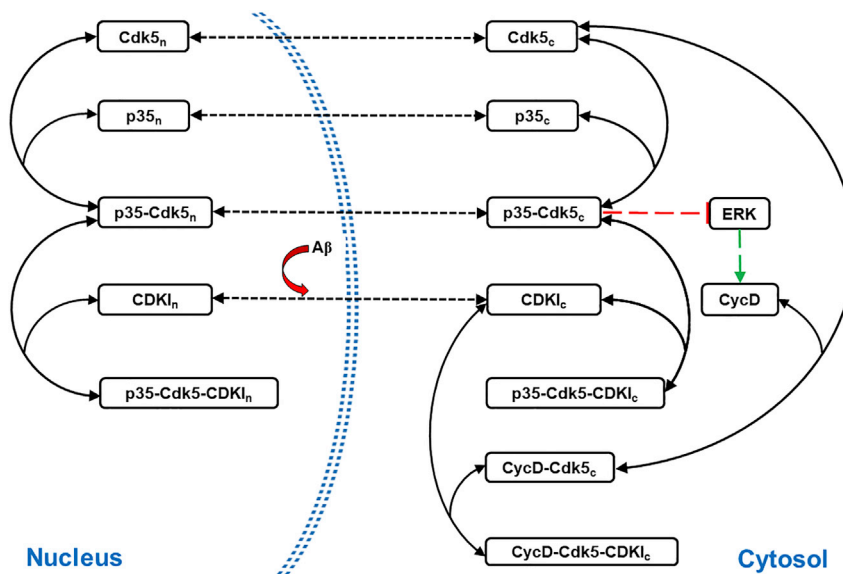 Cdk5n Cdk5c
p35n p35c
p35-Cdk5n p35-Cdk5c ERK
Aβ
CDKIn CDKIc CycD
p35-Cdk5-CDKIn p35-Cdk5-CDKIc
CycD-Cdk5c
CycD-Cdk5-CDKIc
Nucleus Cytosol